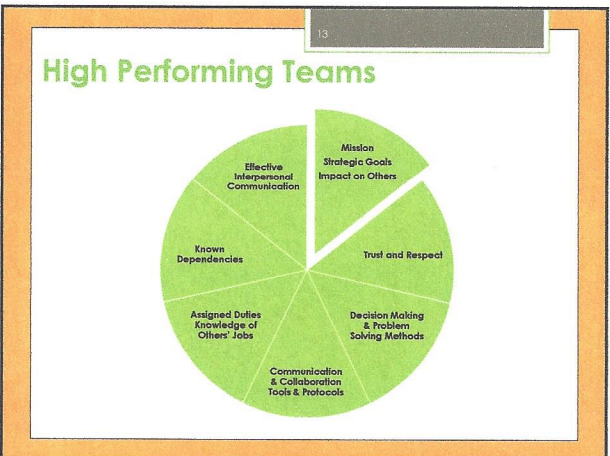 13
High Performing Teams
Mission
Strategic Goals
Impact on Others
Trust and Respect
Decision Making
& Problem
Solving Methods
Communication
& Collaboration
Tools & Protocols
Assigned Duties
Knowledge of
Others' Jobs
Known
Dependencies
Effective
Interpersonal
Communication